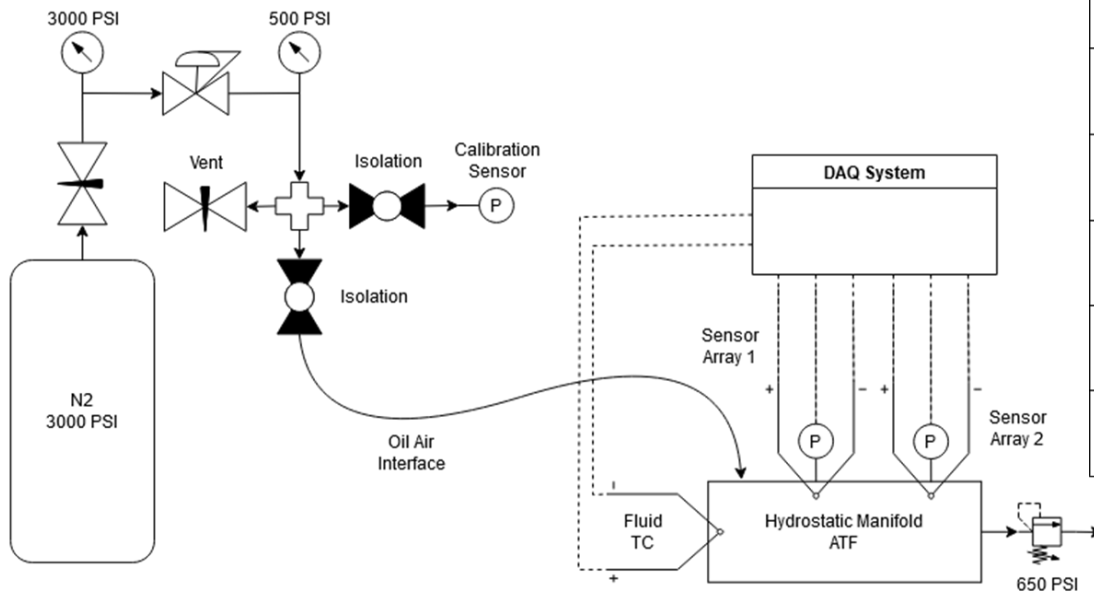 3000 PSI
500 PSI
Vent
Isolation
Calibration
Sensor
P
DAQ System
Isolation
N2
3000 PSI
Oil Air
Interface
Sensor
Array 1
+
-
+
-
Sensor
Array 2
P
P
-
Fluid
TC
+
Hydrostatic Manifold
ATF
650 PSI